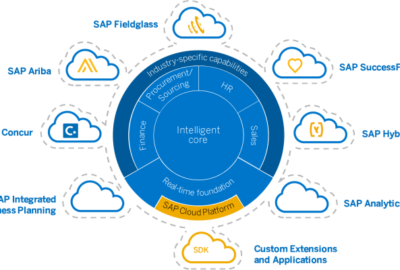 SAP Fieldglass
SAP Ariba
SAP SuccessF
Concur
SAP Hyb
AP Integrated
ness Planning
SAP Analytic
Custom Extensions
and Applications
Industry-specific capabilities
Procurement/
Sourcing
HR
Finance
Sales
Intelligent
core
Real-time foundation
SAP Cloud Platform
SDK
C.